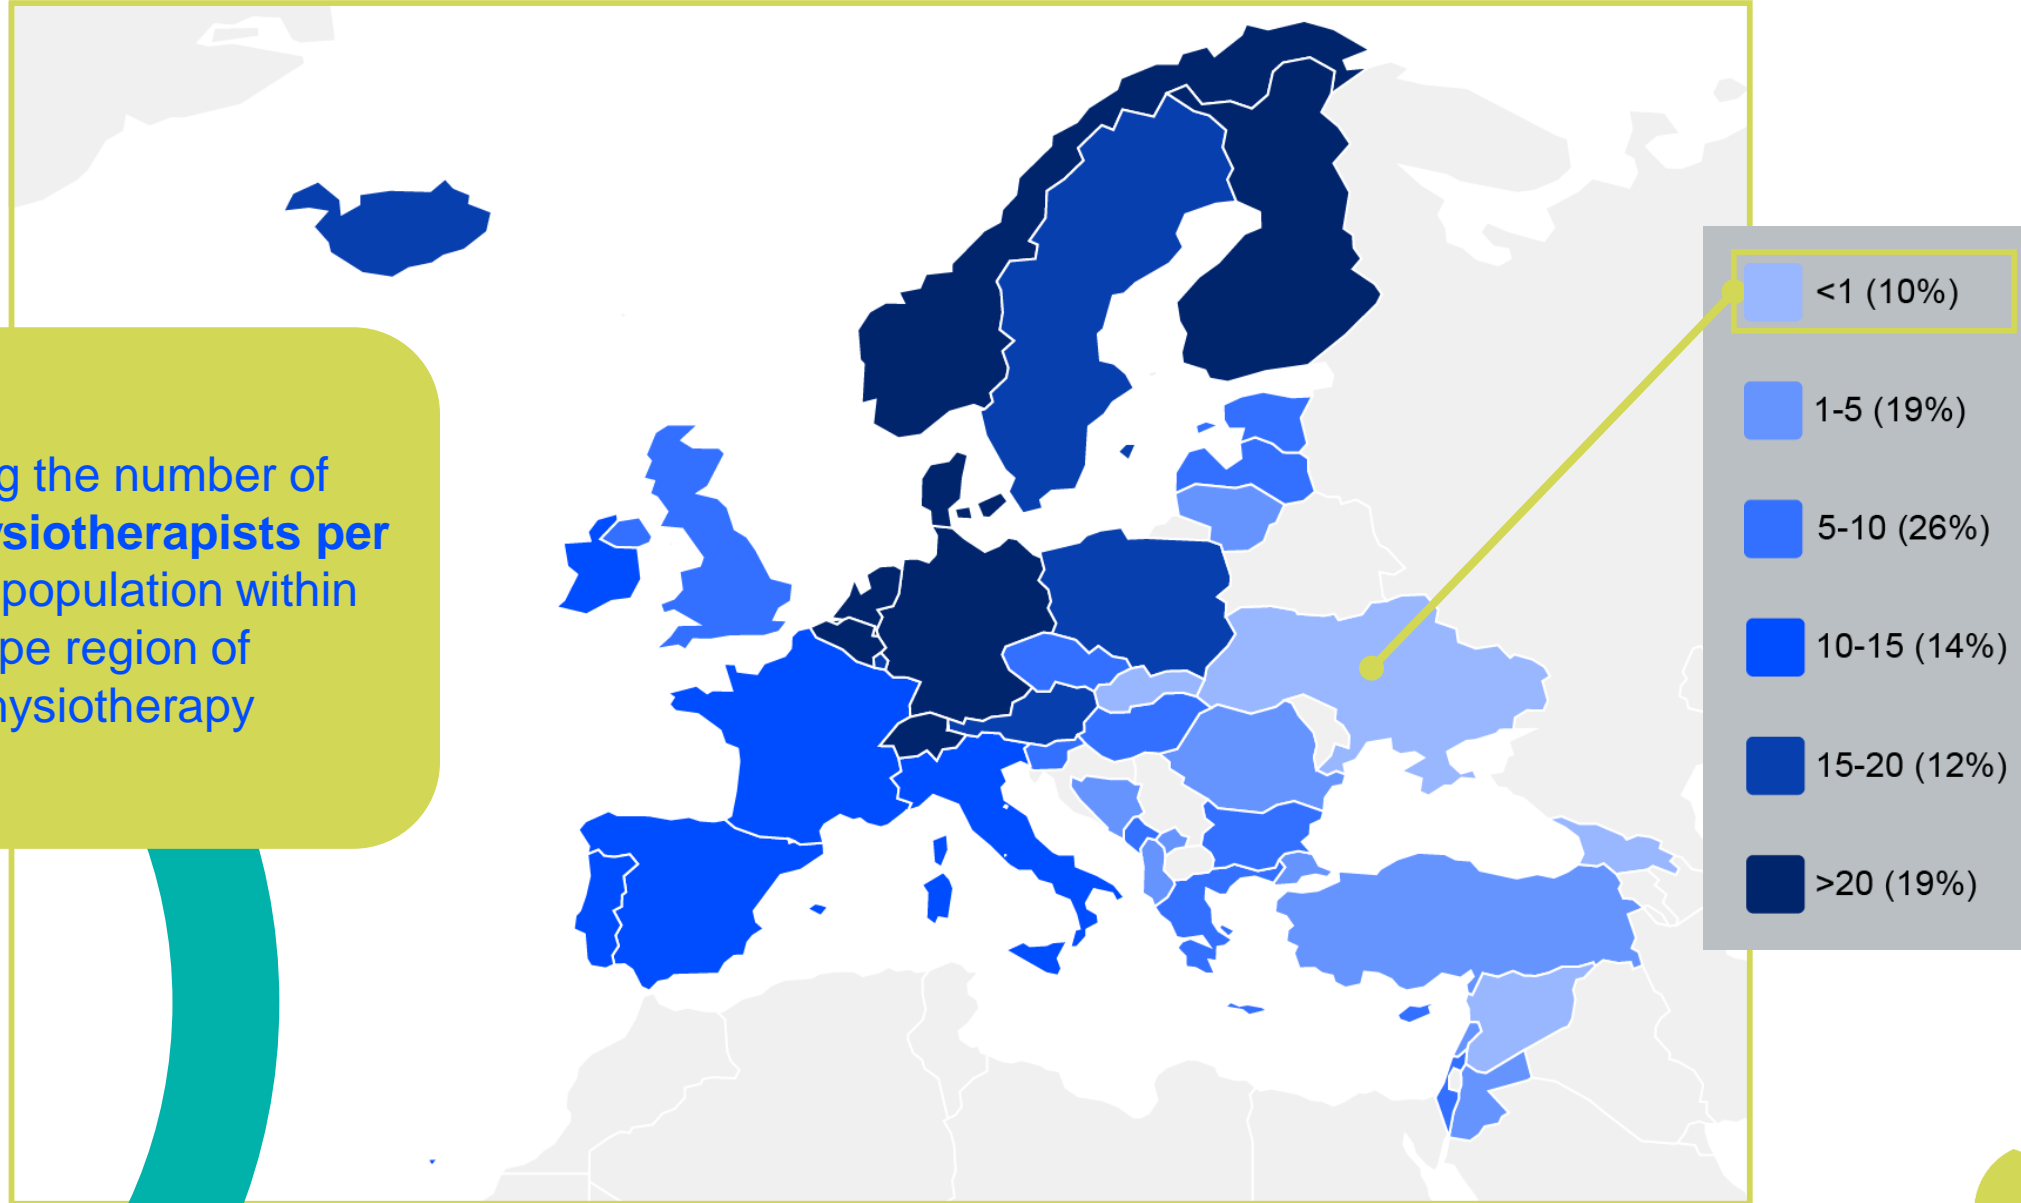 g the number of
ysiotherapists per
population within
pe region of
hysiotherapy
<1 (10%)
1-5 (19%)
5-10 (26%)
10-15 (14%)
15-20 (12%)
>20 (19%)